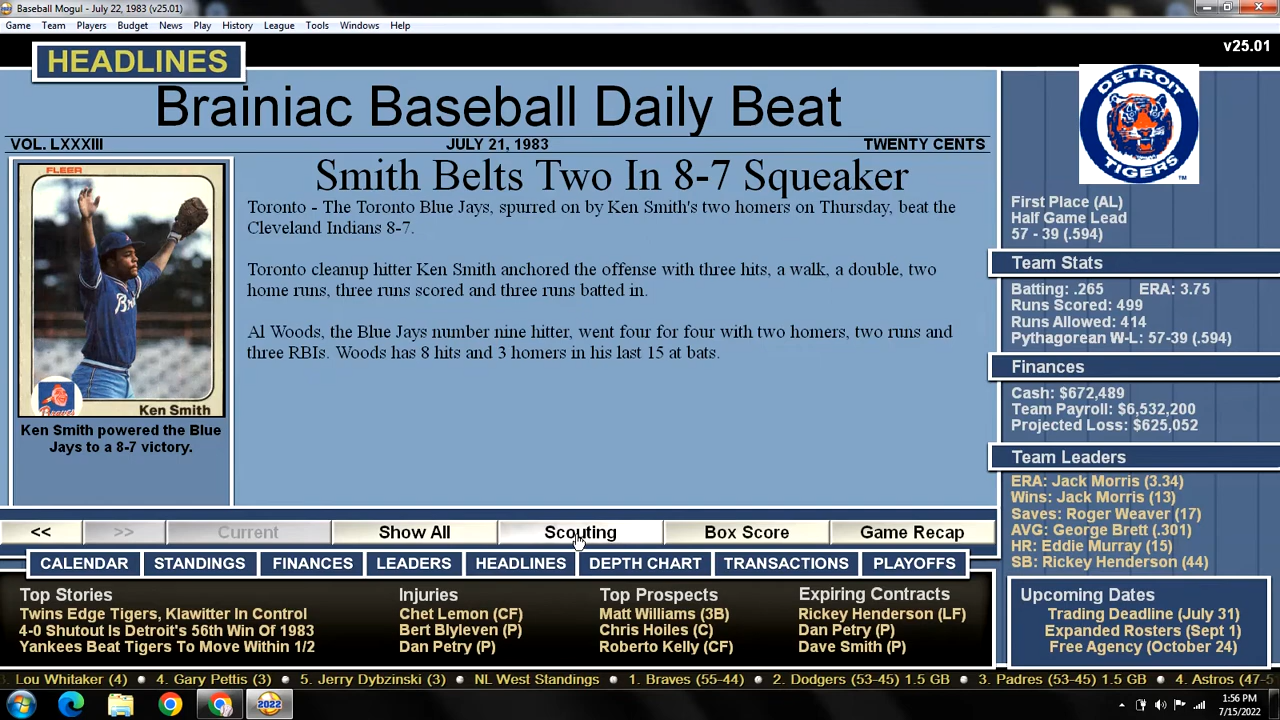 Baseball Mogul - July 22, 1983 (v25.01)
Game Team Players Budget News Play History League Tools Windows Help
HEADLINES
v25.01
Brainiac Baseball Daily Beat
VOL. LXXXIII JULY 21, 1983 TWENTY CENTS
FLEER
Ken Smith
Ken Smith powered the Blue
Jays to a 8-7 victory.
Smith Belts Two In 8-7 Squeaker
Toronto - The Toronto Blue Jays, spurred on by Ken Smith's two homers on Thursday, beat the
Cleveland Indians 8-7.
Toronto cleanup hitter Ken Smith anchored the offense with three hits, a walk, a double, two
home runs, three runs scored and three runs batted in.
Al Woods, the Blue Jays number nine hitter, went four for four with two homers, two runs and
three RBIs. Woods has 8 hits and 3 homers in his last 15 at bats.
DETROIT
TIGERS
First Place (AL)
Half Game Lead
57 - 39 (.594)
Team Stats
Batting: .265 ERA: 3.75
Runs Scored: 499
Runs Allowed: 414
Pythagorean W-L: 57-39 (.594)
Finances
Cash: $672,489
Team Payroll: $6,532,200
Projected Loss: $625,052
Team Leaders
ERA: Jack Morris (3.34)
Wins: Jack Morris (13)
Saves: Roger Weaver (17)
AVG: George Brett (.301)
HR: Eddie Murray (15)
SB: Rickey Henderson (44)
<< >> Current Show All Scouting Box Score Game Recap
CALENDAR STANDINGS FINANCES LEADERS HEADLINES DEPTH CHART TRANSACTIONS PLAYOFFS
Top Stories
Twins Edge Tigers, Klawitter In Control
4-0 Shutout Is Detroit's 56th Win Of 1983
Yankees Beat Tigers To Move Within 1/2
Injuries
Chet Lemon (CF)
Bert Blyleven (P)
Dan Petry (P)
Top Prospects
Matt Williams (3B)
Chris Hoiles (C)
Roberto Kelly (CF)
Expiring Contracts
Rickey Henderson (LF)
Dan Petry (P)
Dave Smith (P)
Upcoming Dates
Trading Deadline (July 31)
Expanded Rosters (Sept 1)
Free Agency (October 24)
3. Lou Whitaker (4) • 4. Gary Pettis (3) • 5. Jerry Dybzinski (3) • NL West Standings • 1. Braves (55-44) • 2. Dodgers (53-45) 1.5 GB • 3. Padres (53-45) 1.5 GB • 4. Astros (47-5
2022
1:56 PM
7/15/2022